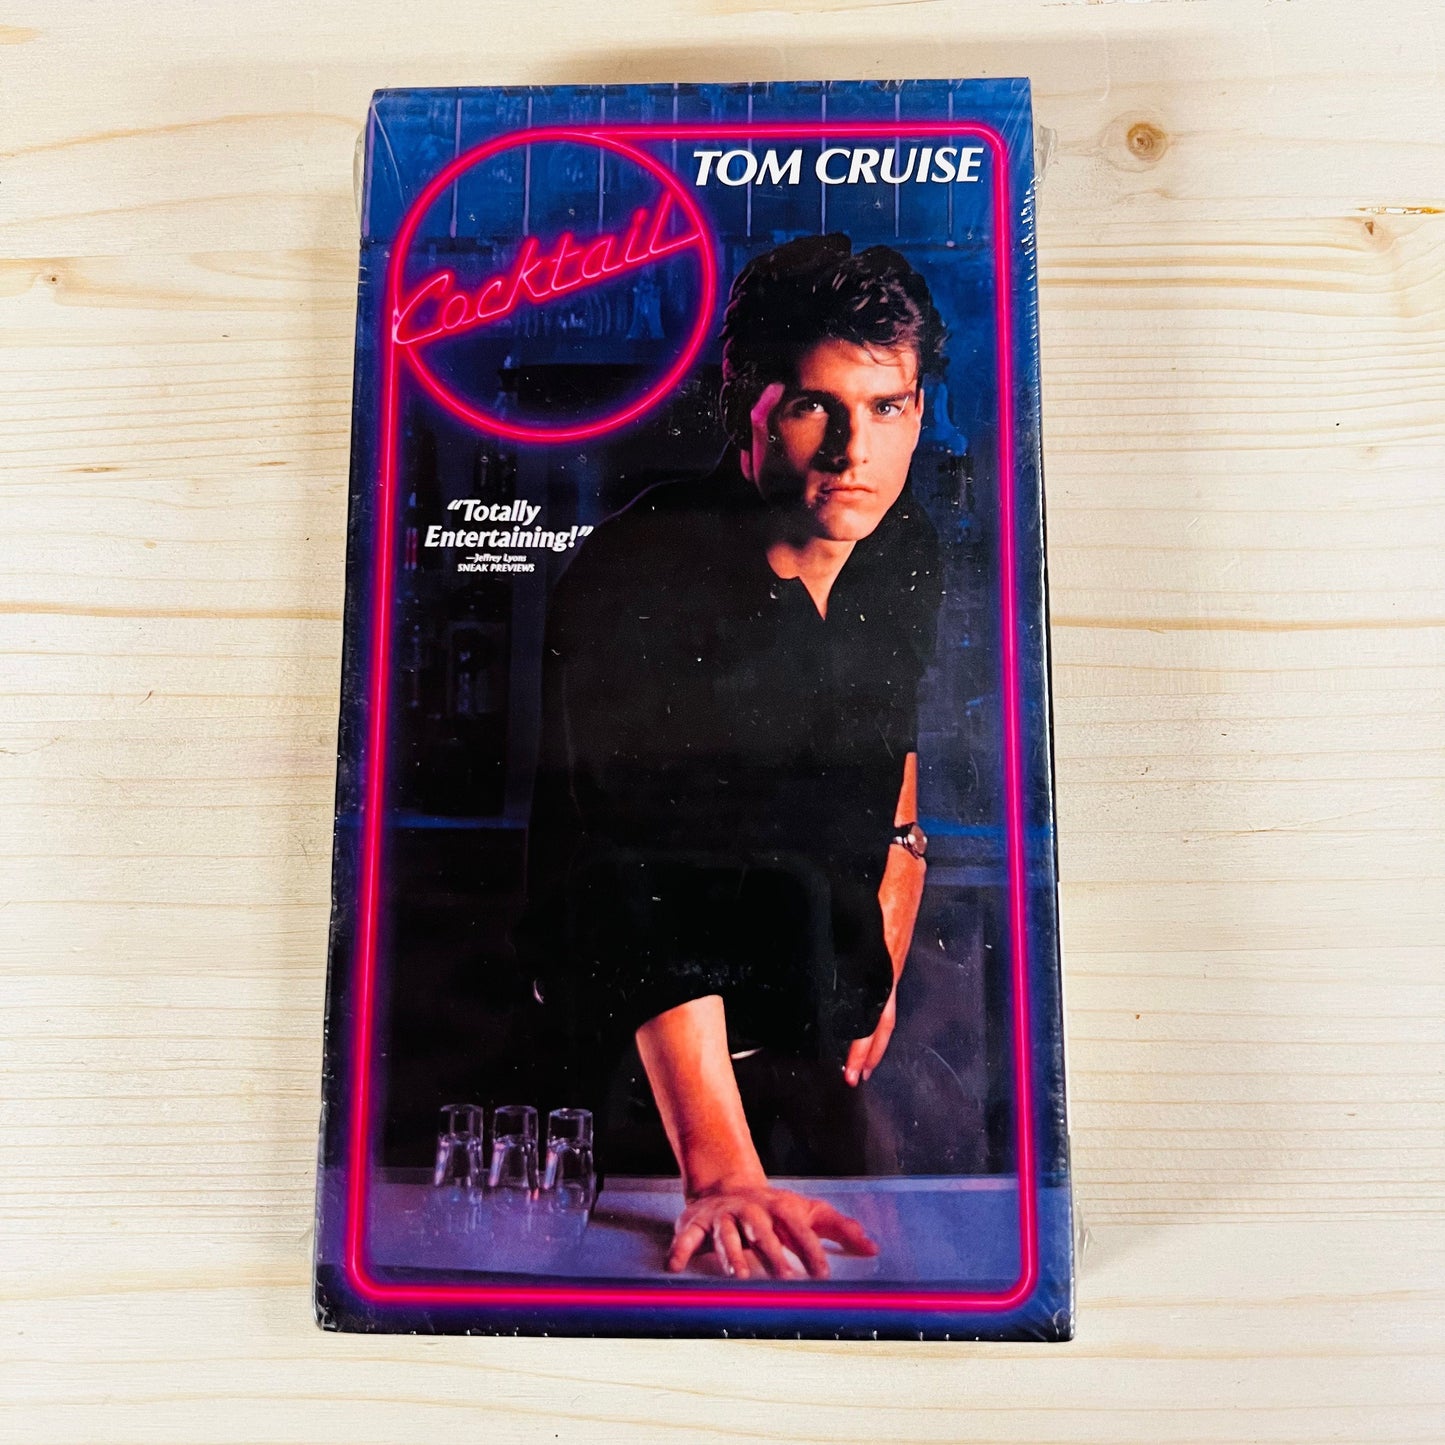 TOM CRUISE
Cocktail
“Totally
Entertaining!”
—Jeffrey Lyons
SNEAK PREVIEWS